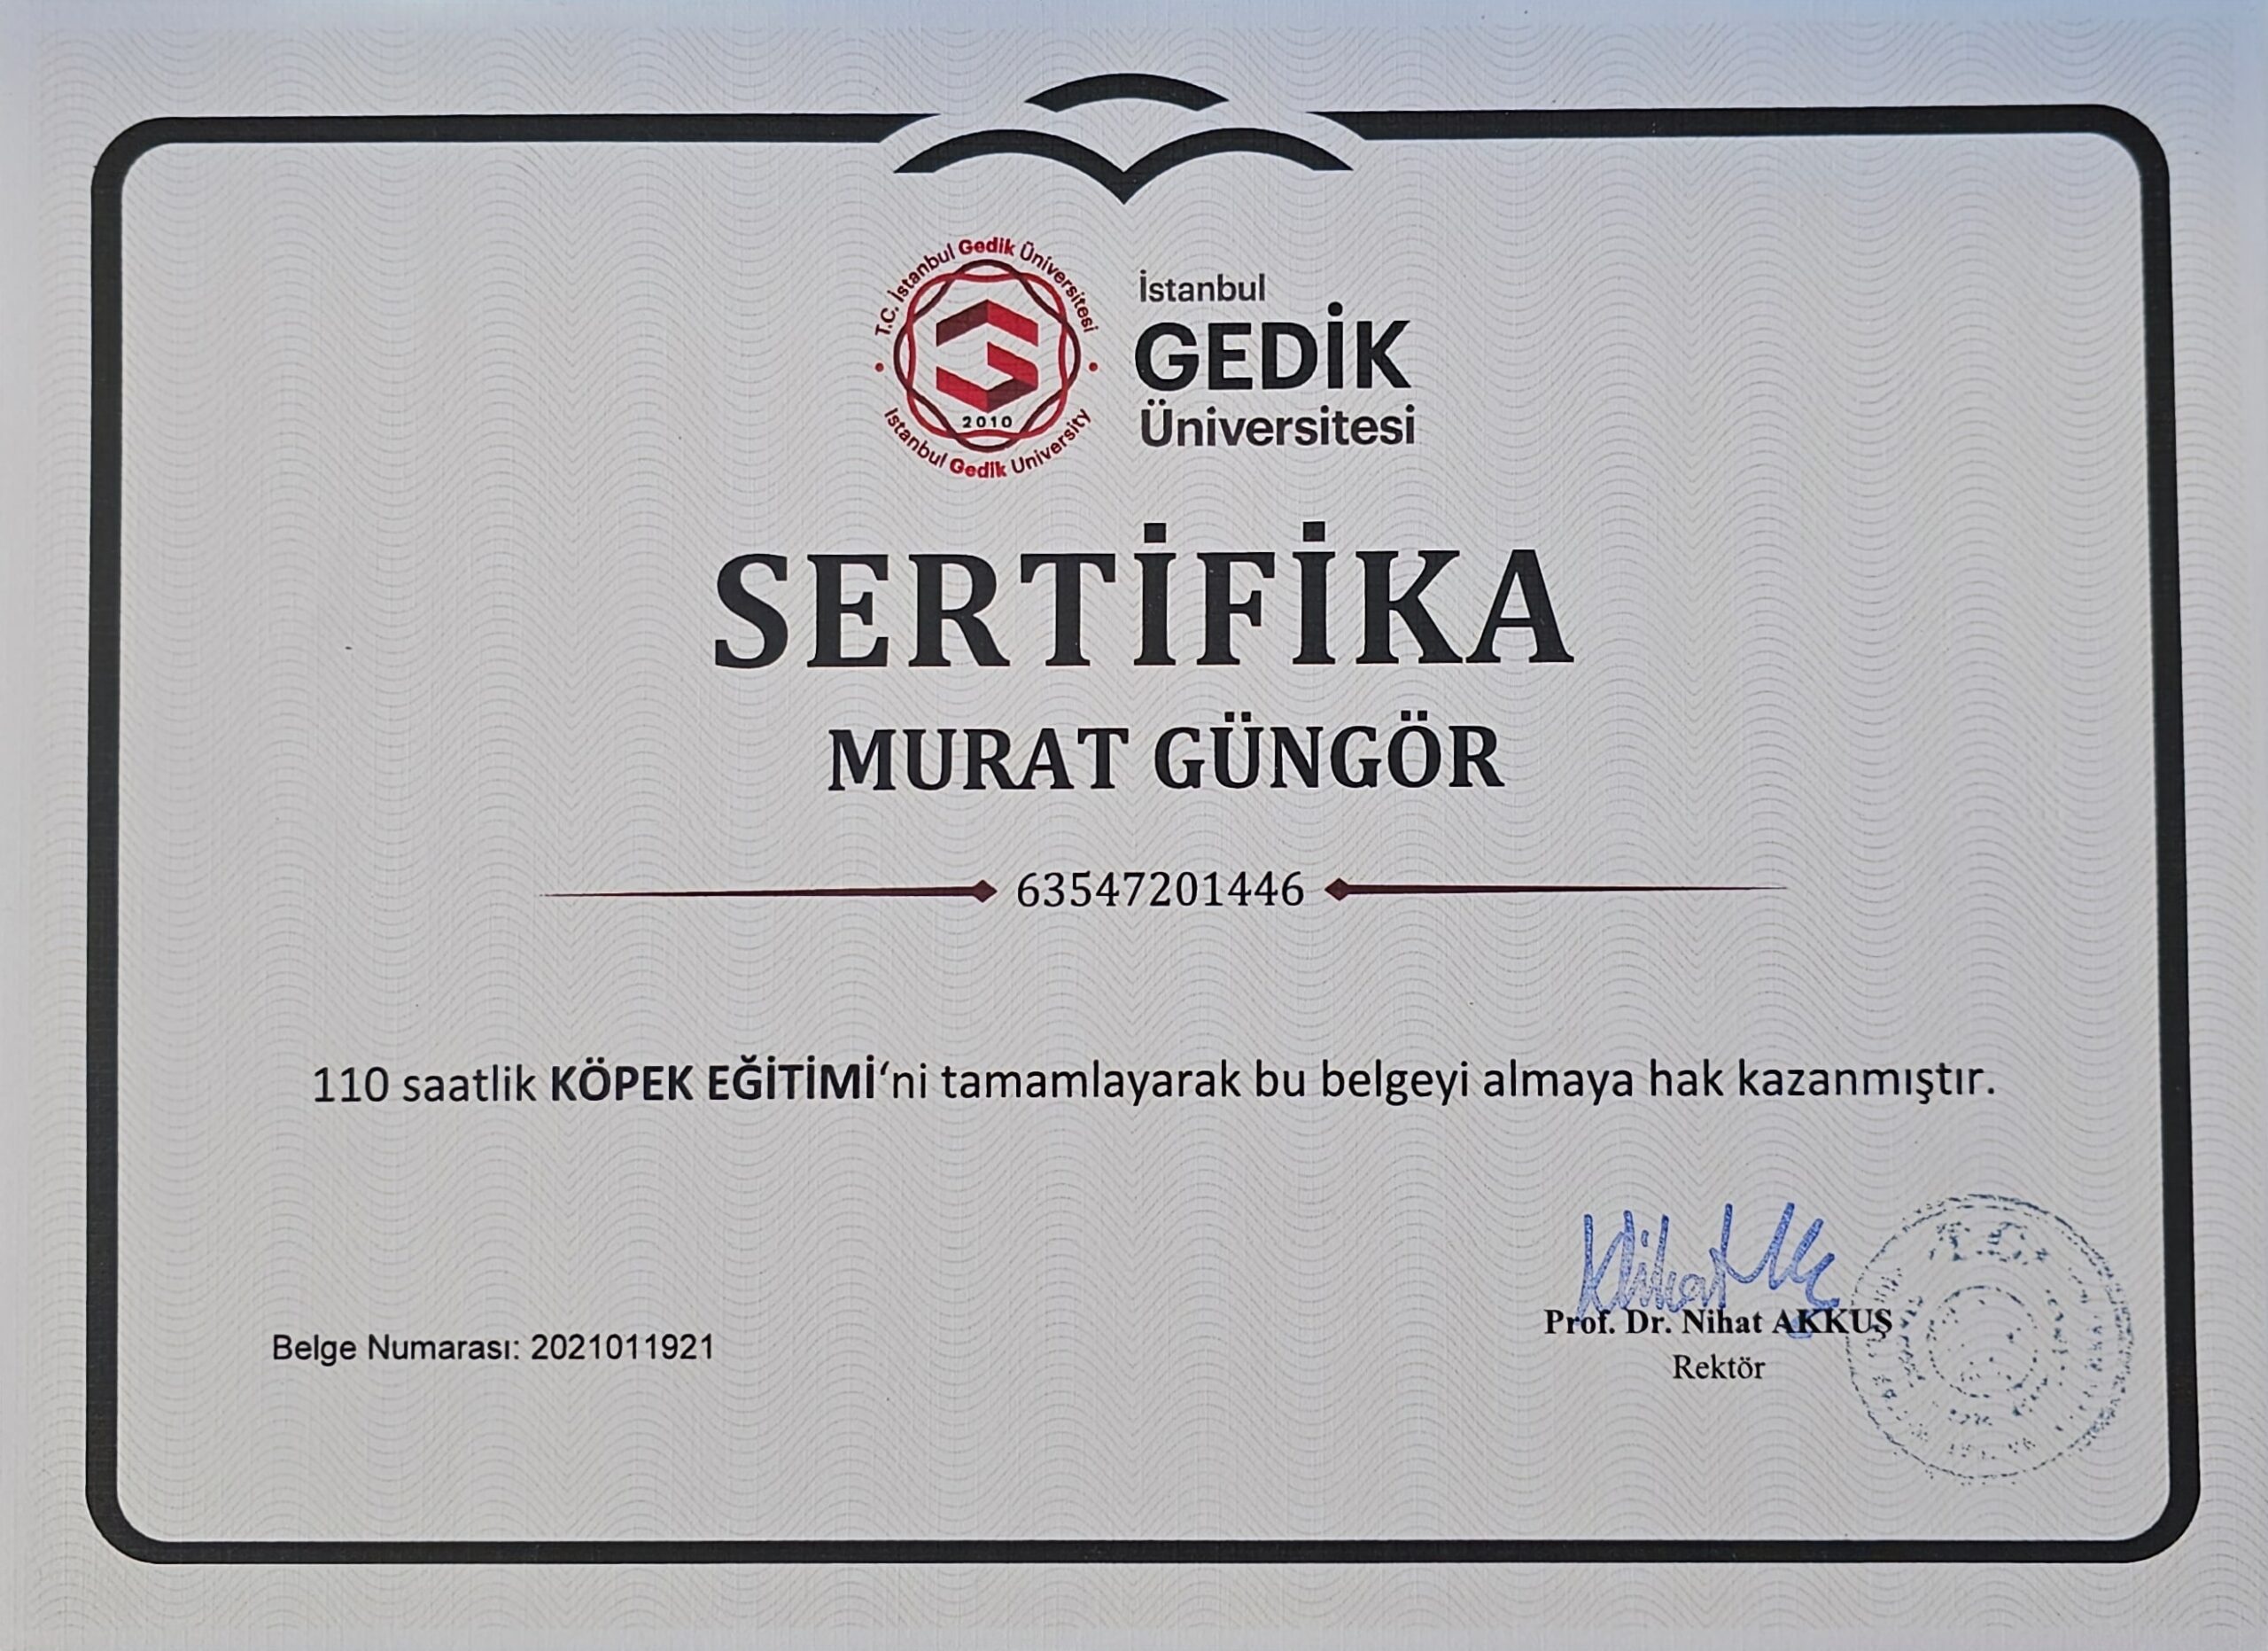 T.C. İstanbul Gedik Üniversitesi
2010
Istanbul Gedik University
İstanbul
GEDİK
Üniversitesi
SERTİFİKA
MURAT GÜNGÖR
63547201446
110 saatlik KÖPEK EĞİTİMİ‘ni tamamlayarak bu belgeyi almaya hak kazanmıştır.
Prof. Dr. Nihat AKKUŞ
Rektör
Belge Numarası: 2021011921
T.C.